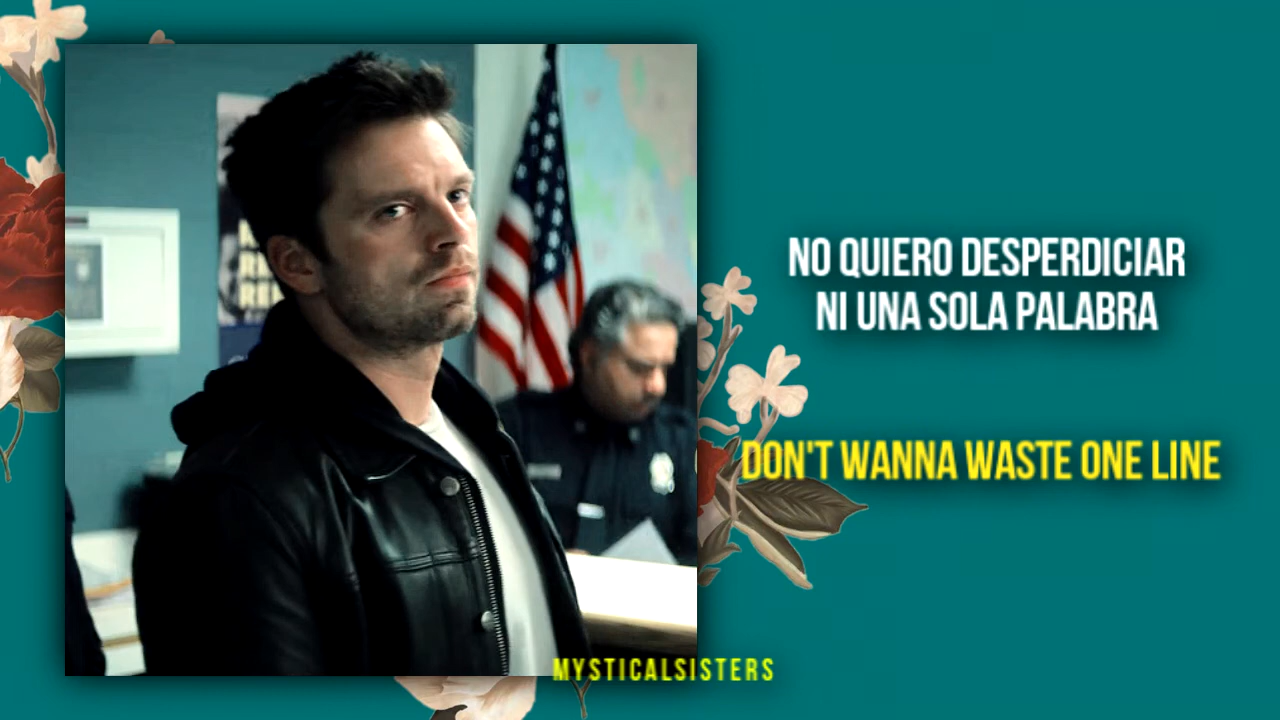 NO QUIERO DESPERDICIAR
NI UNA SOLA PALABRA
DON'T WANNA WASTE ONE LINE
MYSTICALSISTERS